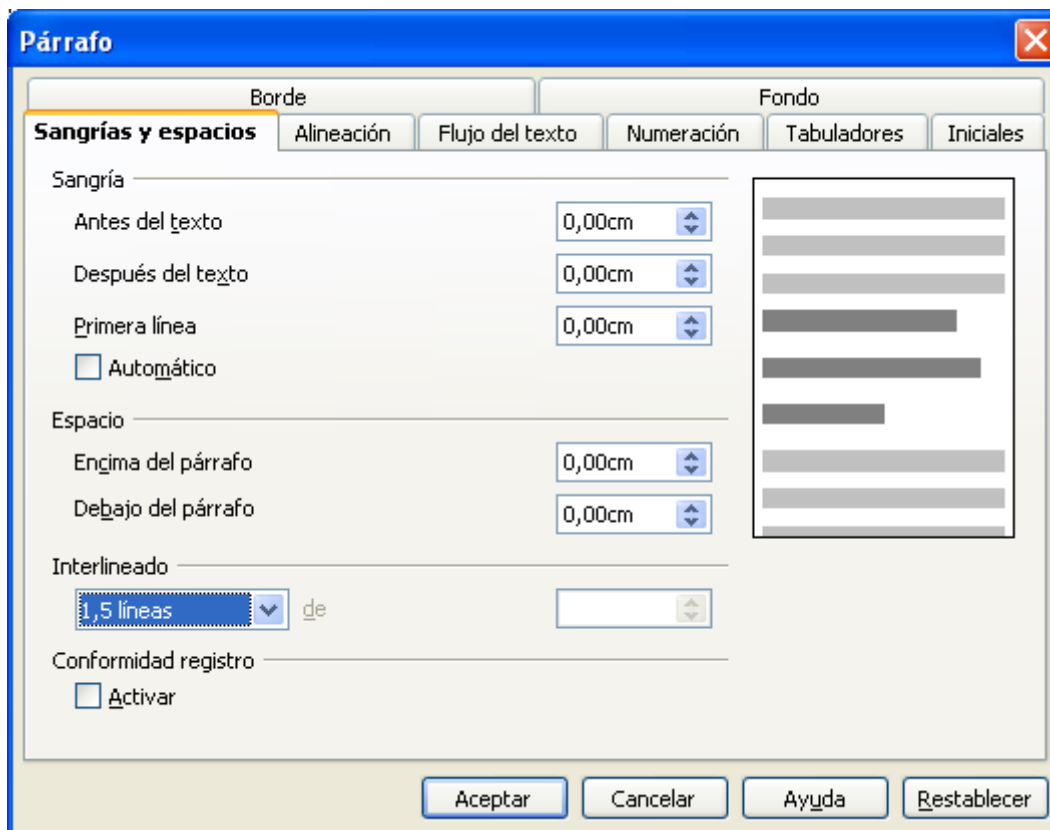 Párrafo
Borde
Fondo
Sangrías y espacios
Alineación
Flujo del texto
Numeración
Tabuladores
Iniciales
Sangría
Antes del texto
0,00cm
Después del texto
0,00cm
Primera línea
0,00cm
Automático
Espacio
Encima del párrafo
0,00cm
Debajo del párrafo
0,00cm
Interlineado
1,5 líneas
de
Conformidad registro
Activar
Aceptar
Cancelar
Ayuda
Restablecer